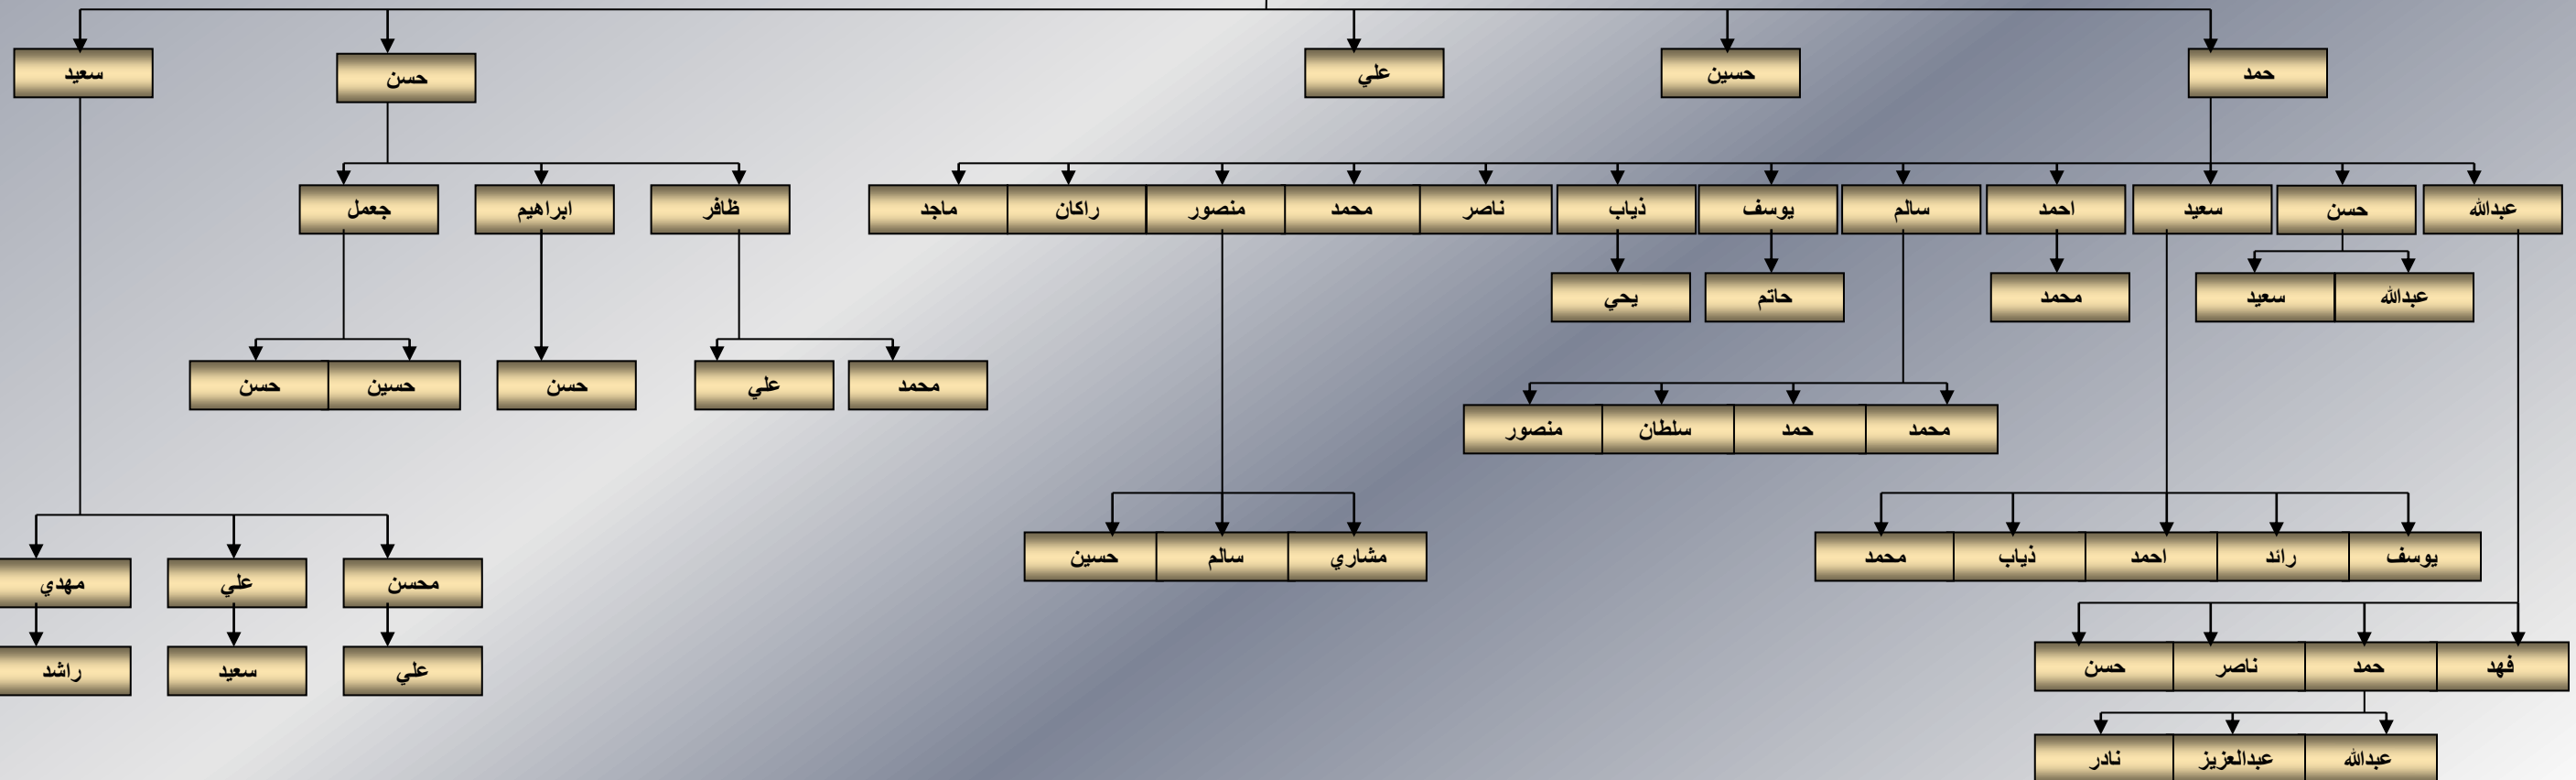 حمد
حسين
علي
حسن
سعيد
عبدالله
حسن
سعيد
احمد
سالم
يوسف
ذياب
ناصر
محمد
منصور
راكان
ماجد
ظافر
ابراهيم
جعمل
عبدالله
سعيد
محمد
حاتم
يحي
محمد
علي
حسن
حسين
حسن
محمد
حمد
سلطان
منصور
يوسف
رائد
احمد
ذياب
محمد
مشاري
سالم
حسين
محسن
علي
مهدي
فهد
حمد
ناصر
حسن
علي
سعيد
راشد
عبدالله
عبدالعزيز
نادر